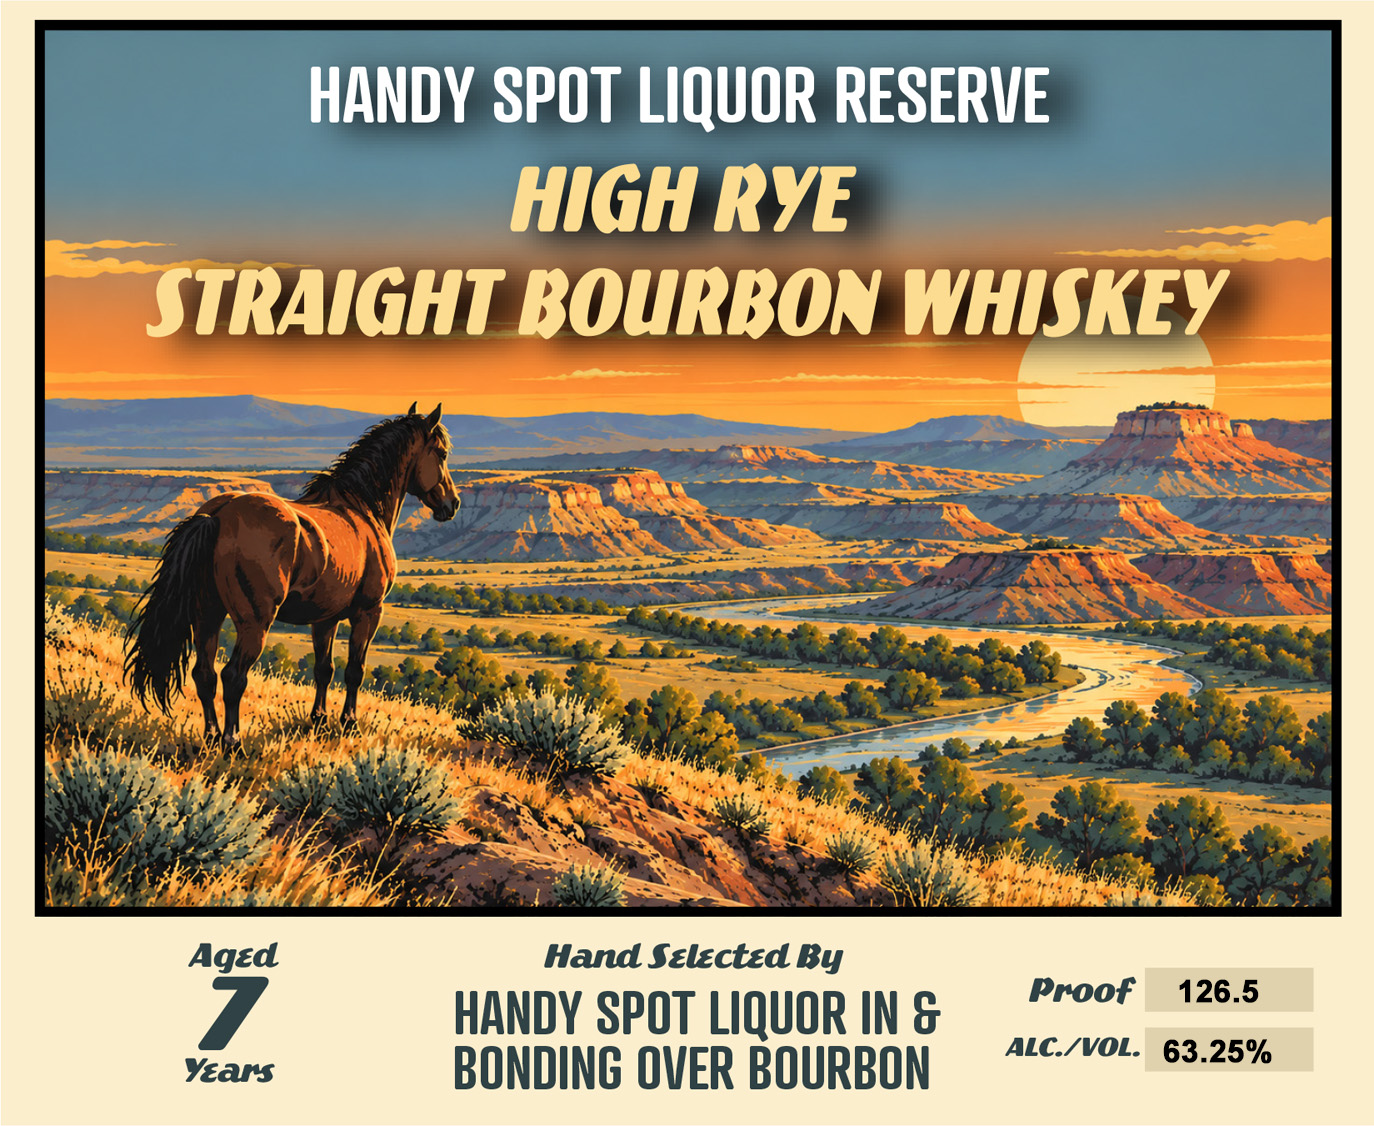 HANDY SPOT LIQUOR RESERVE
HIGH RYE
STRAIGHT BOURBON WHISKEY
Aged
7
Years
Hand Selected By
HANDY SPOT LIQUOR IN &
BONDING OVER BOURBON
Proof 126.5
ALC./VOL. 63.25%